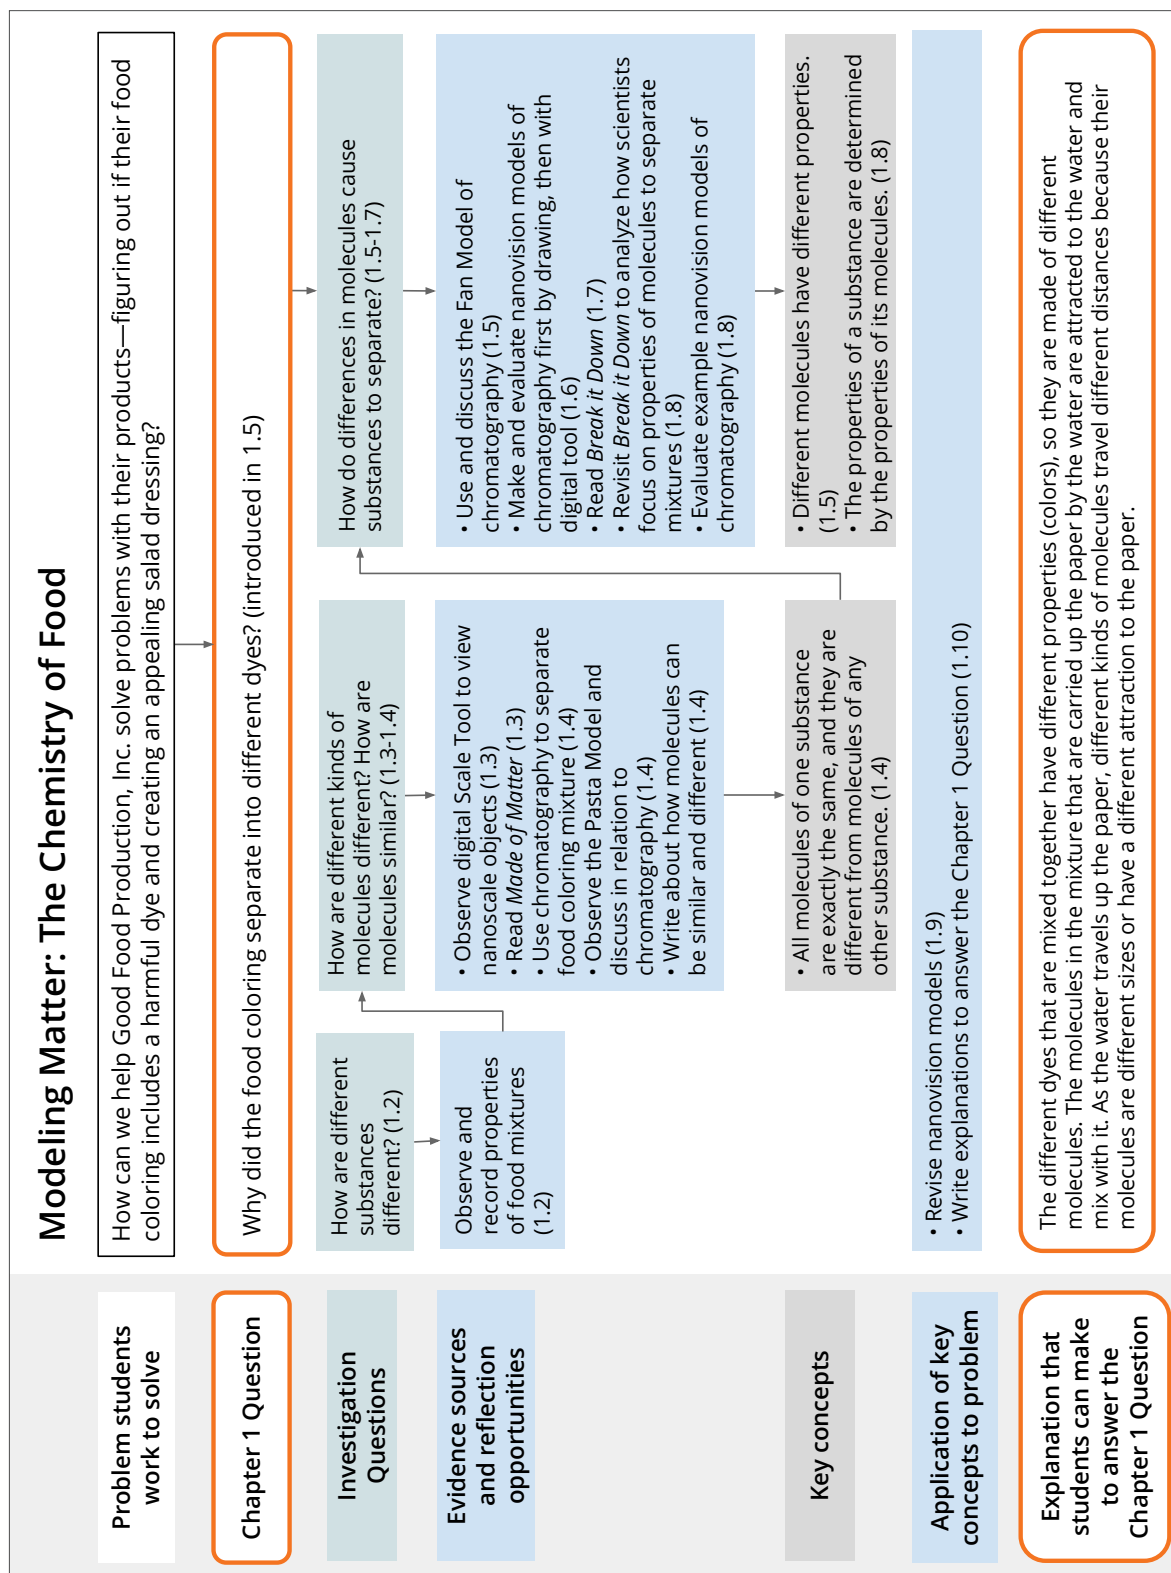 Modeling Matter: The Chemistry of Food
Problem students
work to solve
How can we help Good Food Production, Inc. solve problems with their products—figuring out if their food
coloring includes a harmful dye and creating an appealing salad dressing?
Chapter 1 Question
Why did the food coloring separate into different dyes? (introduced in 1.5)
Investigation
Questions
How are different
substances
different? (1.2)
How are different kinds of
molecules different? How are
molecules similar? (1.3-1.4)
How do differences in molecules cause
substances to separate? (1.5-1.7)
Evidence sources
and reflection
opportunities
Observe and
record properties
of food mixtures
(1.2)
• Observe digital Scale Tool to view
nanoscale objects (1.3)
• Read Made of Matter (1.3)
• Use chromatography to separate
food coloring mixture (1.4)
• Observe the Pasta Model and
discuss in relation to
chromatography (1.4)
• Write about how molecules can
be similar and different (1.4)
• Use and discuss the Fan Model of
chromatography (1.5)
• Make and evaluate nanovision models of
chromatography first by drawing, then with
digital tool (1.6)
• Read Break it Down (1.7)
• Revisit Break it Down to analyze how scientists
focus on properties of molecules to separate
mixtures (1.8)
• Evaluate example nanovision models of
chromatography (1.8)
Key concepts
• All molecules of one substance
are exactly the same, and they are
different from molecules of any
other substance. (1.4)
• Different molecules have different properties.
(1.5)
• The properties of a substance are determined
by the properties of its molecules. (1.8)
Application of key
concepts to problem
• Revise nanovision models (1.9)
• Write explanations to answer the Chapter 1 Question (1.10)
Explanation that
students can make
to answer the
Chapter 1 Question
The different dyes that are mixed together have different properties (colors), so they are made of different
molecules. The molecules in the mixture that are carried up the paper by the water are attracted to the water and
mix with it. As the water travels up the paper, different kinds of molecules travel different distances because their
molecules are different sizes or have a different attraction to the paper.